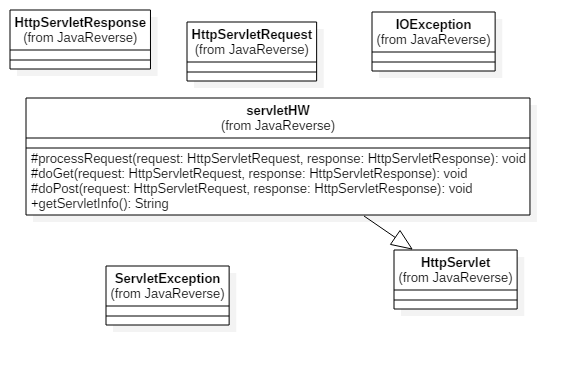 HttpServletResponse
(from JavaReverse)
HttpServletRequest
(from JavaReverse)
IOException
(from JavaReverse)
servletHW
(from JavaReverse)
#processRequest(request: HttpServletRequest, response: HttpServletResponse): void
#doGet(request: HttpServletRequest, response: HttpServletResponse): void
#doPost(request: HttpServletRequest, response: HttpServletResponse): void
+getServletInfo(): String
HttpServlet
(from JavaReverse)
ServletException
(from JavaReverse)